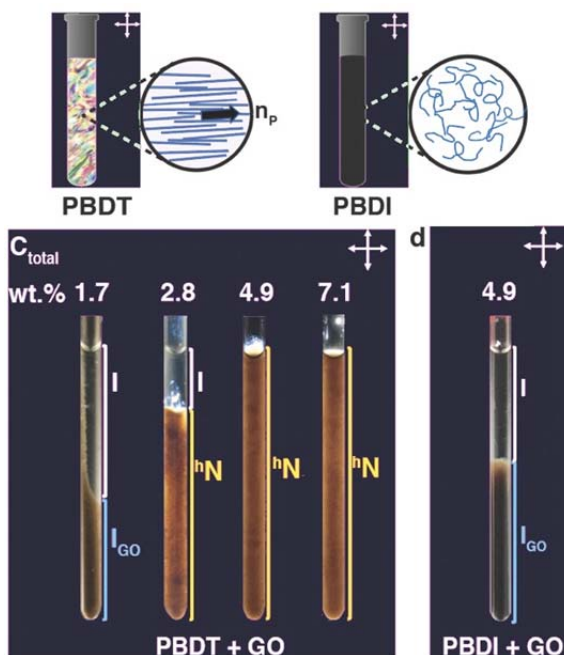 n_P
PBDT
PBDI
C_total
wt.% 1.7 2.8 4.9 7.1
I
I
I_GO
^hN
^hN
^hN
PBDT + GO
d
4.9
I
I_GO
PBDI + GO